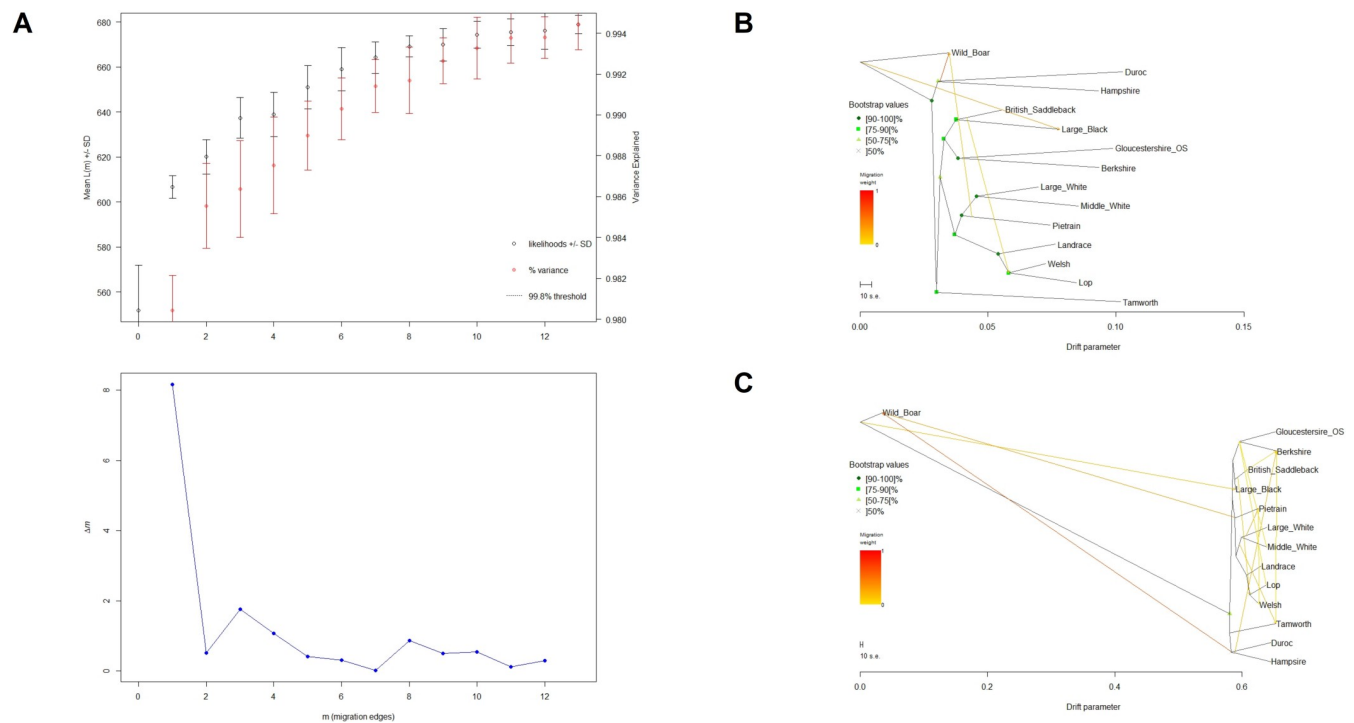 A
680
660
640
620
600
580
560
Mean L(m) +/- SD
0.994
0.992
0.990
0.988
0.986
0.984
0.982
0.980
Variance Explained
likelihoods +/- SD
% variance
99.8% threshold
0 2 4 6 8 10 12
8
6
4
2
0
Δm
0 2 4 6 8 10 12
m (migration edges)
B
Wild_Boar
Duroc
Hampshire
British_Saddleback
Large_Black
Gloucestershire_OS
Berkshire
Large_White
Middle_White
Pietrain
Landrace
Welsh
Lop
Tamworth
Bootstrap values
[90-100]%
[75-90[%
[50-75[%
]50%
Migration
weight
1
0
10 s.e.
0.00 0.05 0.10 0.15
Drift parameter
C
Wild_Boar
Gloucestersire_OS
Berkshire
British_Saddleback
Large_Black
Pietrain
Large_White
Middle_White
Landrace
Lop
Welsh
Tamworth
Duroc
Hampsire
Bootstrap values
[90-100]%
[75-90[%
[50-75[%
]50%
Migration
weight
1
0
10 s.e.
0.0 0.2 0.4 0.6
Drift parameter